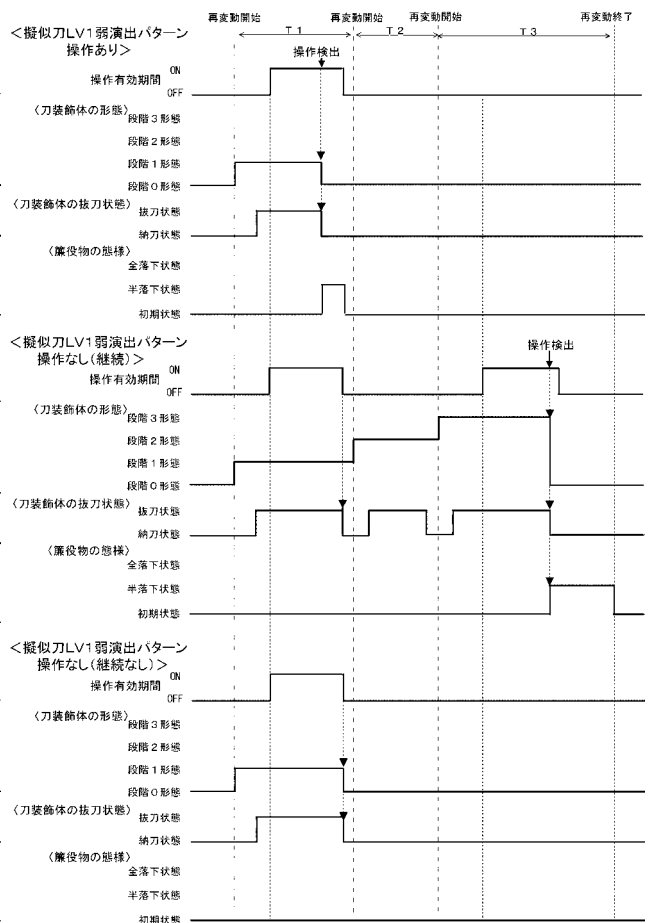 再変動開始
再変動開始
再変動開始
再変動終了
T1
T2
T3
＜擬似刀LV1弱演出パターン
操作あり＞
操作検出
操作有効期間
ON
OFF
〈刀装飾体の形態〉
段階3形態
段階2形態
段階1形態
段階0形態
〈刀装飾体の抜刀状態〉
抜刀状態
納刀状態
〈簾役物の態様〉
全落下状態
半落下状態
初期状態
＜擬似刀LV1弱演出パターン
操作なし(継続)＞
操作検出
操作有効期間
ON
OFF
〈刀装飾体の形態〉
段階3形態
段階2形態
段階1形態
段階0形態
〈刀装飾体の抜刀状態〉
抜刀状態
納刀状態
〈簾役物の態様〉
全落下状態
半落下状態
初期状態
＜擬似刀LV1弱演出パターン
操作なし(継続なし)＞
操作有効期間
ON
OFF
〈刀装飾体の形態〉
段階3形態
段階2形態
段階1形態
段階0形態
〈刀装飾体の抜刀状態〉
抜刀状態
納刀状態
〈簾役物の態様〉
全落下状態
半落下状態
初期状態